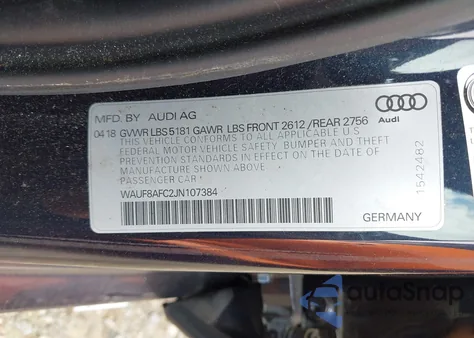 MFD. BY AUDI AG
0418 GVWR LBS 5181 GAWR LBS FRONT 2612 /REAR 2756
THIS VEHICLE CONFORMS TO ALL APPLICABLE U.S
FEDERAL MOTOR VEHICLE SAFETY, BUMPER AND THEFT
PREVENTION STANDARDS IN EFFECT ON THE DATE OF
MANUFACTURE SHOWN ABOVE.
PASSENGER CAR
WAUF8AFC2JN107384
GERMANY
Audi
1542482
autoSnap